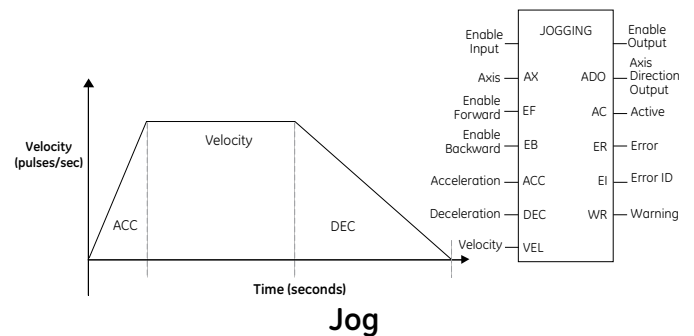 Velocity
(pulses/sec)
Velocity
ACC
DEC
Time (seconds)
JOGGING
Enable
Input
Enable
Output
Axis
AX
ADO
Axis
Direction
Output
Enable
Forward
EF
AC
Active
Enable
Backward
EB
ER
Error
Acceleration
ACC
EI
Error ID
Deceleration
DEC
WR
Warning
Velocity
VEL
Jog